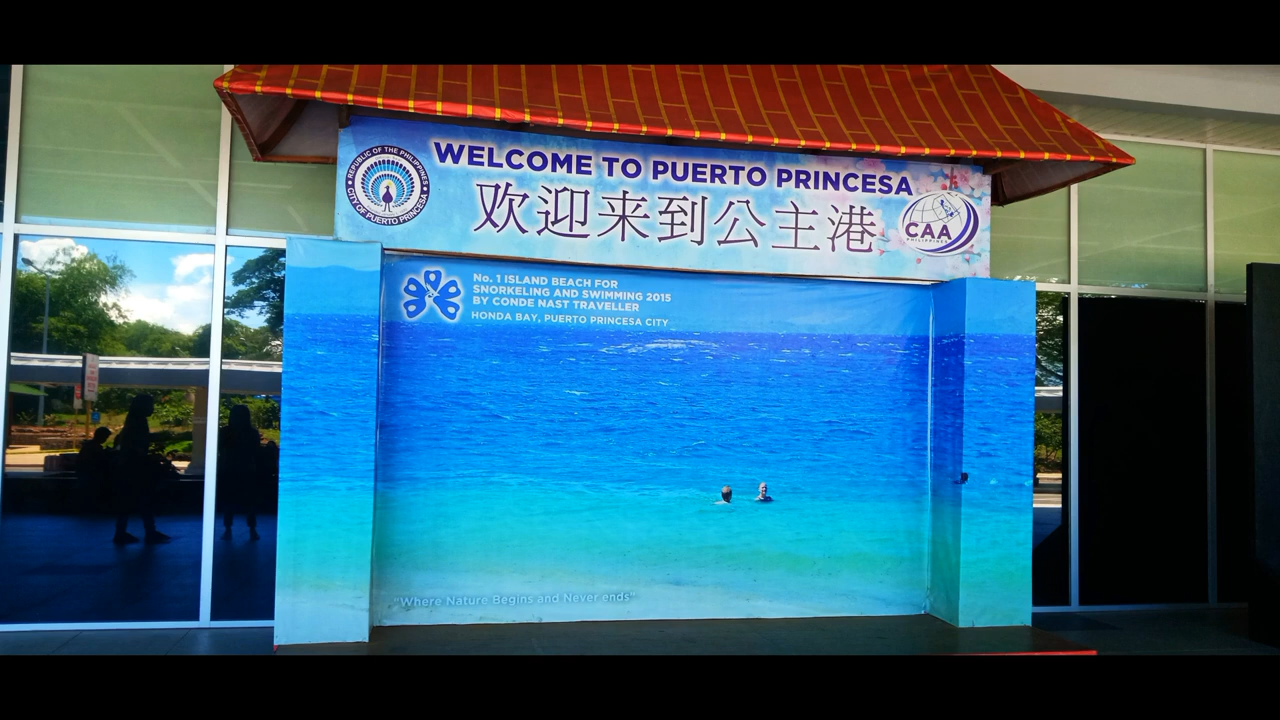 WELCOME TO PUERTO PRINCESA
欢迎来到公主港
REPUBLIC OF THE PHILIPPINES
CITY OF PUERTO PRINCESA
CAA
PHILIPPINES
No. 1 ISLAND BEACH FOR
SNORKELING AND SWIMMING 2015
BY CONDE NAST TRAVELLER
HONDA BAY, PUERTO PRINCESA CITY
"Where Nature Begins and Never ends"